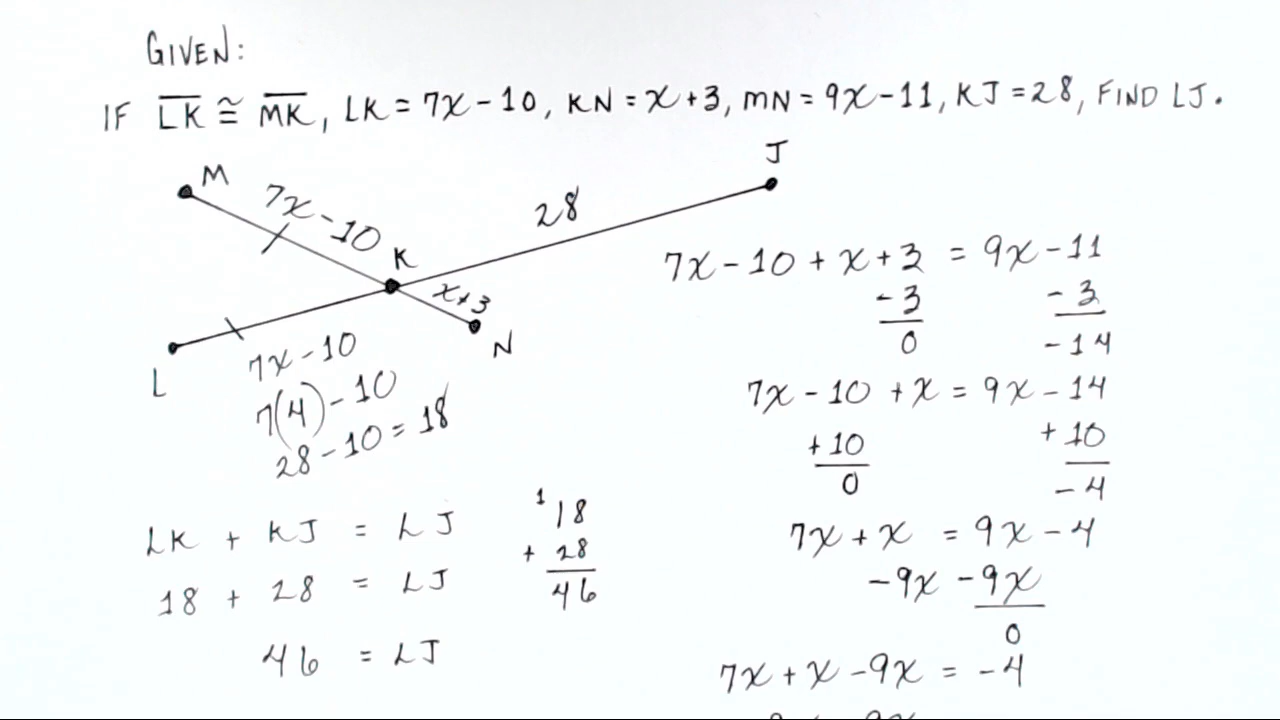 GIVEN:
IF LK ≅ MK, LK = 7x - 10, KN = x + 3, MN = 9x - 11, KJ = 28, FIND LJ.
M
J
7x - 10
28
K
x+3
N
L
7x - 10
7(4) - 10
28 - 10 = 18
LK + KJ = LJ
18 + 28 = LJ
46 = LJ
1
18
+ 28
46
7x - 10 + x + 3 = 9x - 11
- 3 - 3
0 - 14
7x - 10 + x = 9x - 14
+ 10 + 10
0 - 4
7x + x = 9x - 4
- 9x - 9x
0
7x + x - 9x = - 4